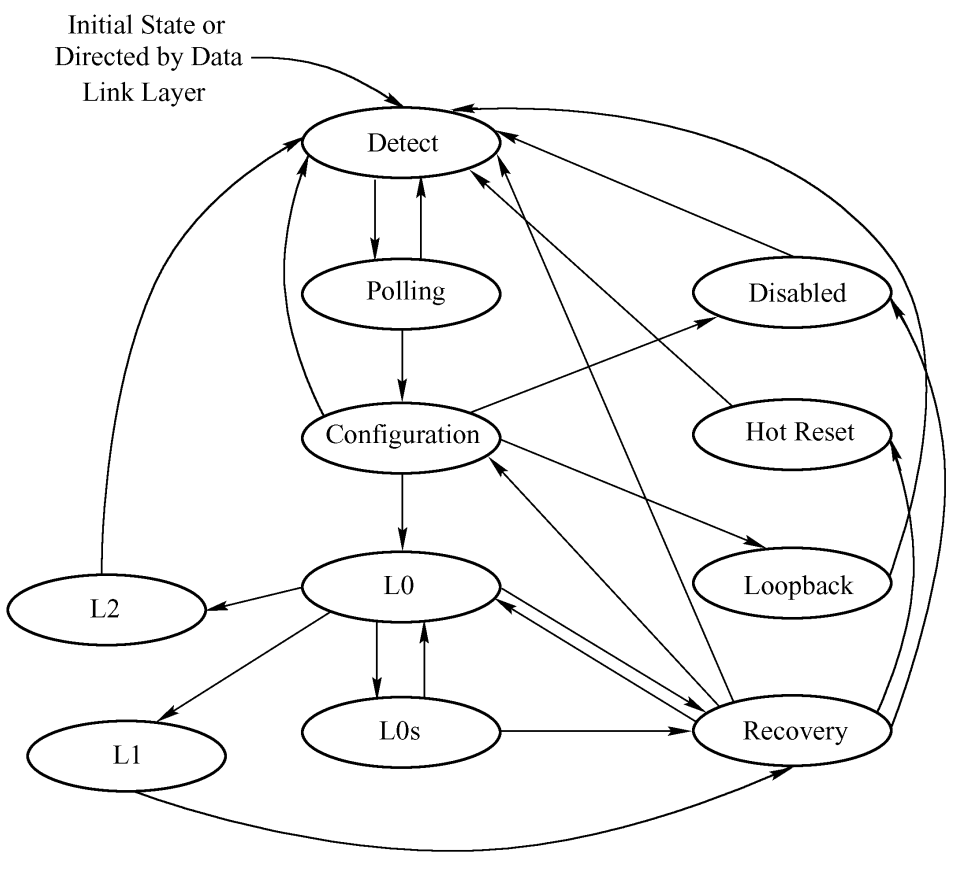 Initial State or
Directed by Data
Link Layer
Detect
Polling
Disabled
Configuration
Hot Reset
L0
Loopback
L2
L0s
Recovery
L1